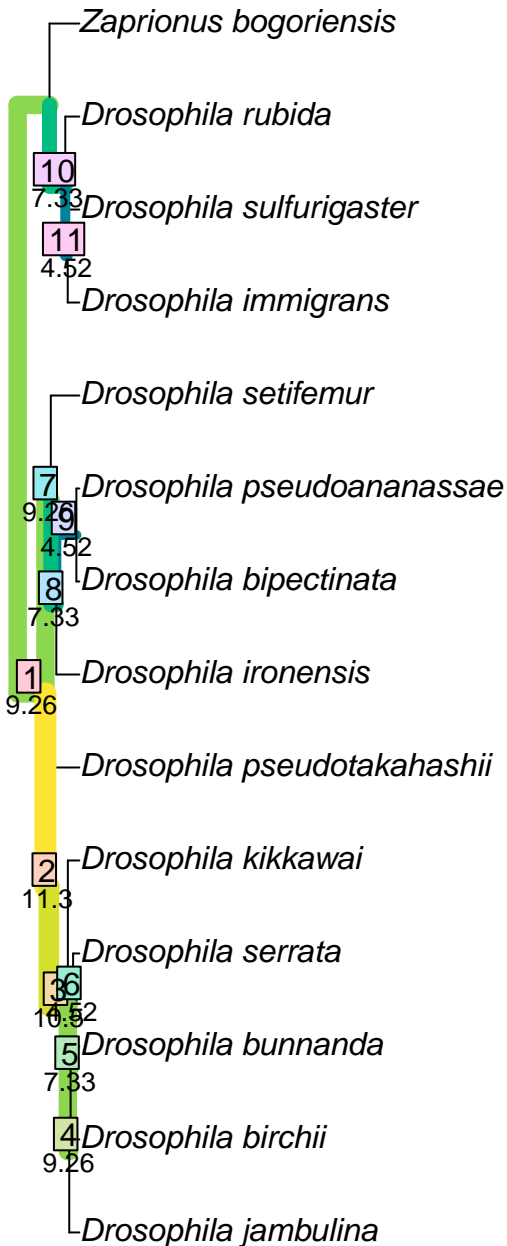 Zaprionus bogoriensis
Drosophila rubida
10
7.33
Drosophila sulfurigaster
11
4.52
Drosophila immigrans
Drosophila setifemur
7
Drosophila pseudoananassae
9.26
9
4.52
8
Drosophila bipectinata
7.33
1
Drosophila ironensis
9.26
Drosophila pseudotakahashii
2
Drosophila kikkawai
11.3
Drosophila serrata
3
6
10.5
4.52
5
Drosophila bunnanda
7.33
4
Drosophila birchii
9.26
Drosophila jambulina